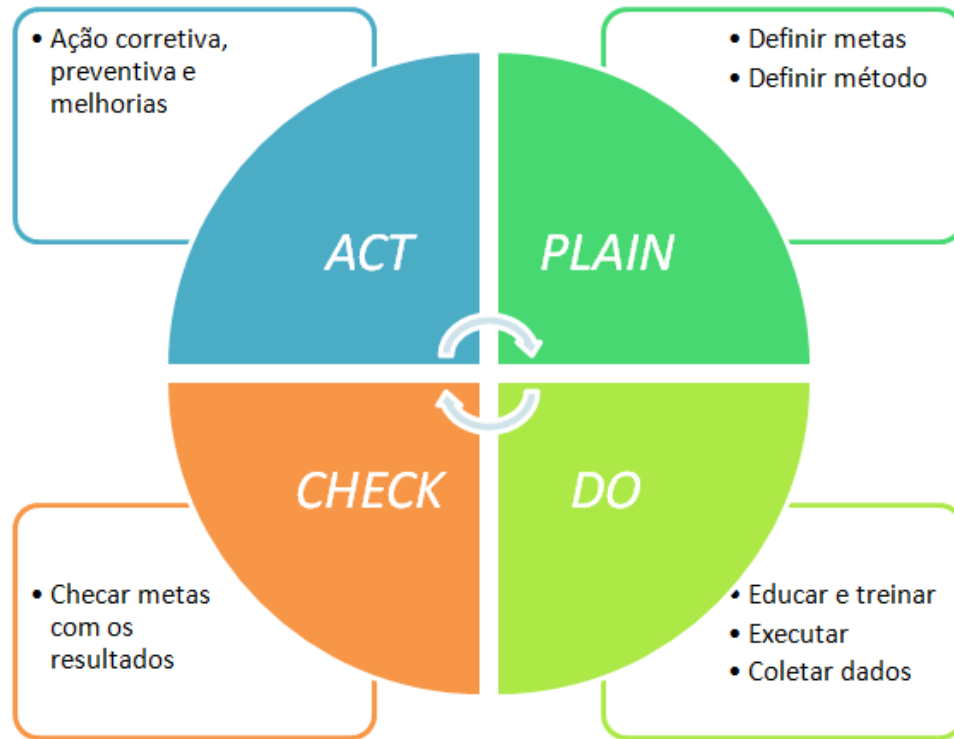 • Ação corretiva,
preventiva e
melhorias
• Definir metas
• Definir método
ACT
PLAIN
CHECK
DO
• Checar metas
com os
resultados
• Educar e treinar
• Executar
• Coletar dados